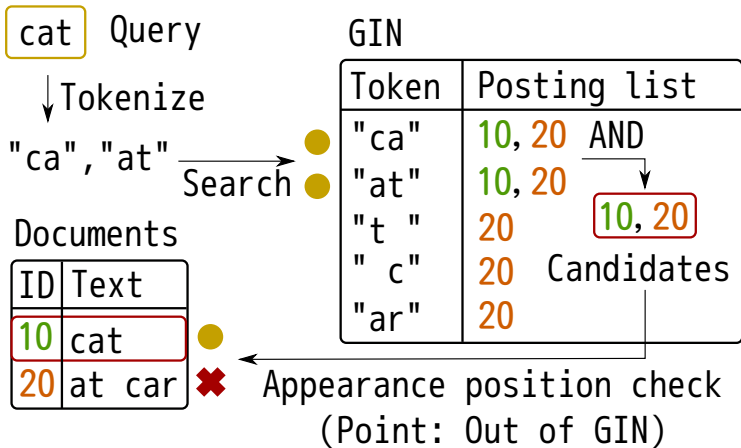 cat Query
Tokenize
"ca","at"
Search
GIN
Token Posting list
"ca" 10, 20 AND
"at" 10, 20
"t " 20
" c" 20
"ar" 20
10, 20
Candidates
Documents
ID Text
10 cat
20 at car
Appearance position check
(Point: Out of GIN)